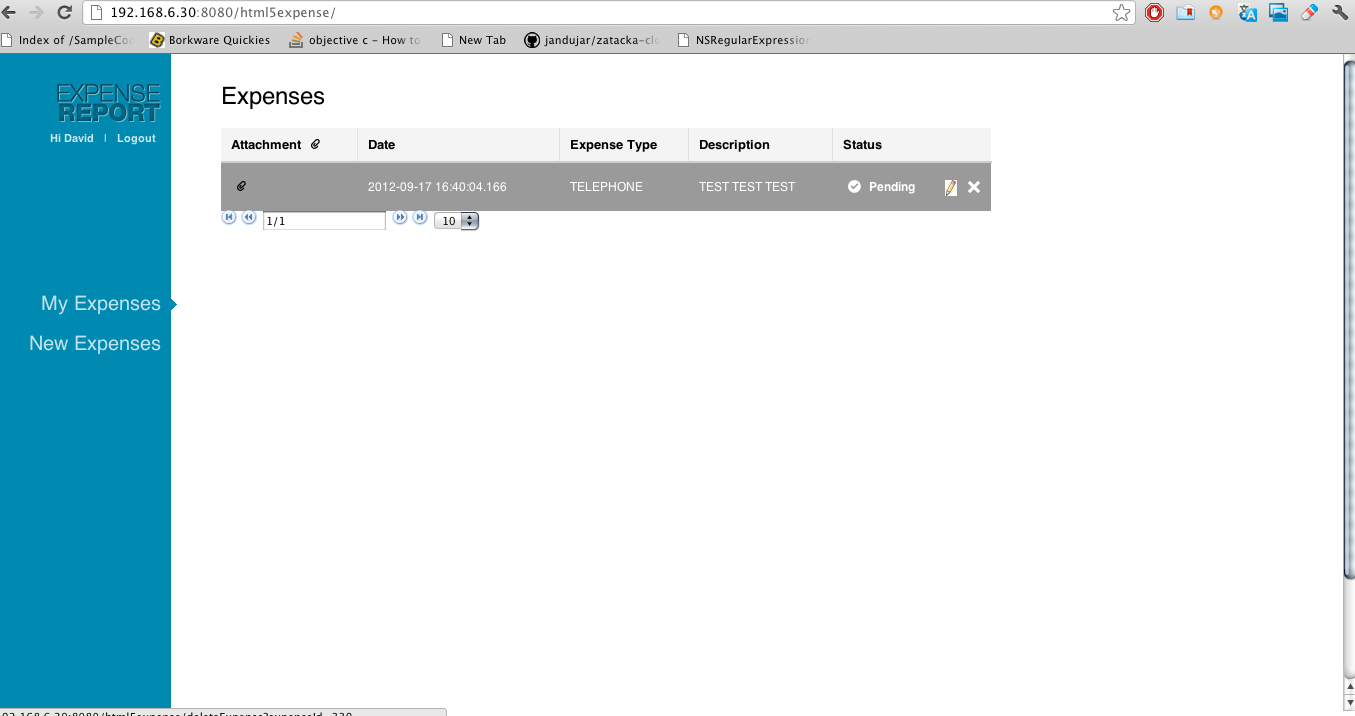 192.168.6.30:8080/html5expense/
Index of /SampleCo Borkware Quickies objective c – How to New Tab jandujar/zatacka-cl NSRegularExpression
EXPENSE
REPORT
Hi David | Logout
My Expenses
New Expenses
Expenses
Attachment Date Expense Type Description Status
2012-09-17 16:40:04.166 TELEPHONE TEST TEST TEST Pending
1/1 10